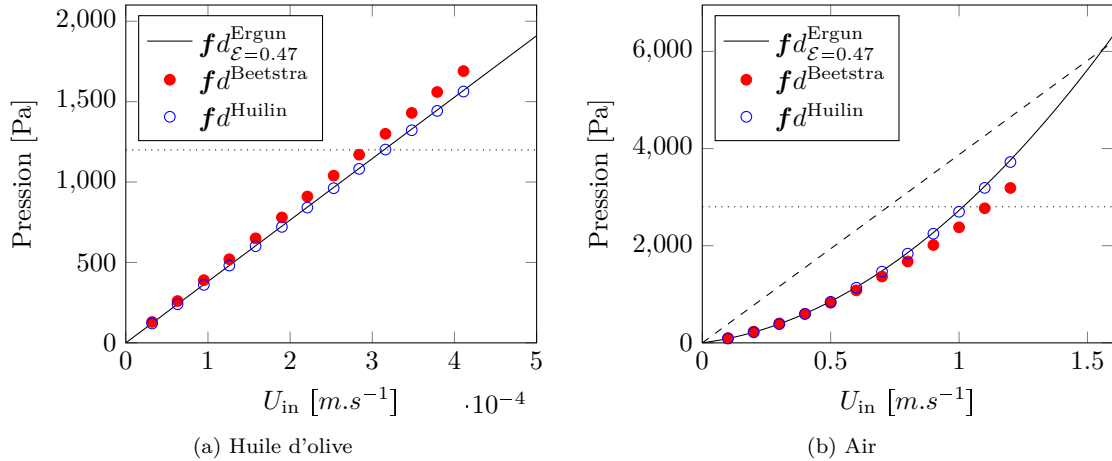 2,000
1,500
1,000
500
0
Pression [Pa]
fd^Ergun_ℰ=0.47
fd^Beetstra
fd^Huilin
0 1 2 3 4 5
U_in [m.s⁻¹]
·10⁻⁴
(a) Huile d'olive
6,000
4,000
2,000
0
Pression [Pa]
fd^Ergun_ℰ=0.47
fd^Beetstra
fd^Huilin
0 0.5 1 1.5
U_in [m.s⁻¹]
(b) Air